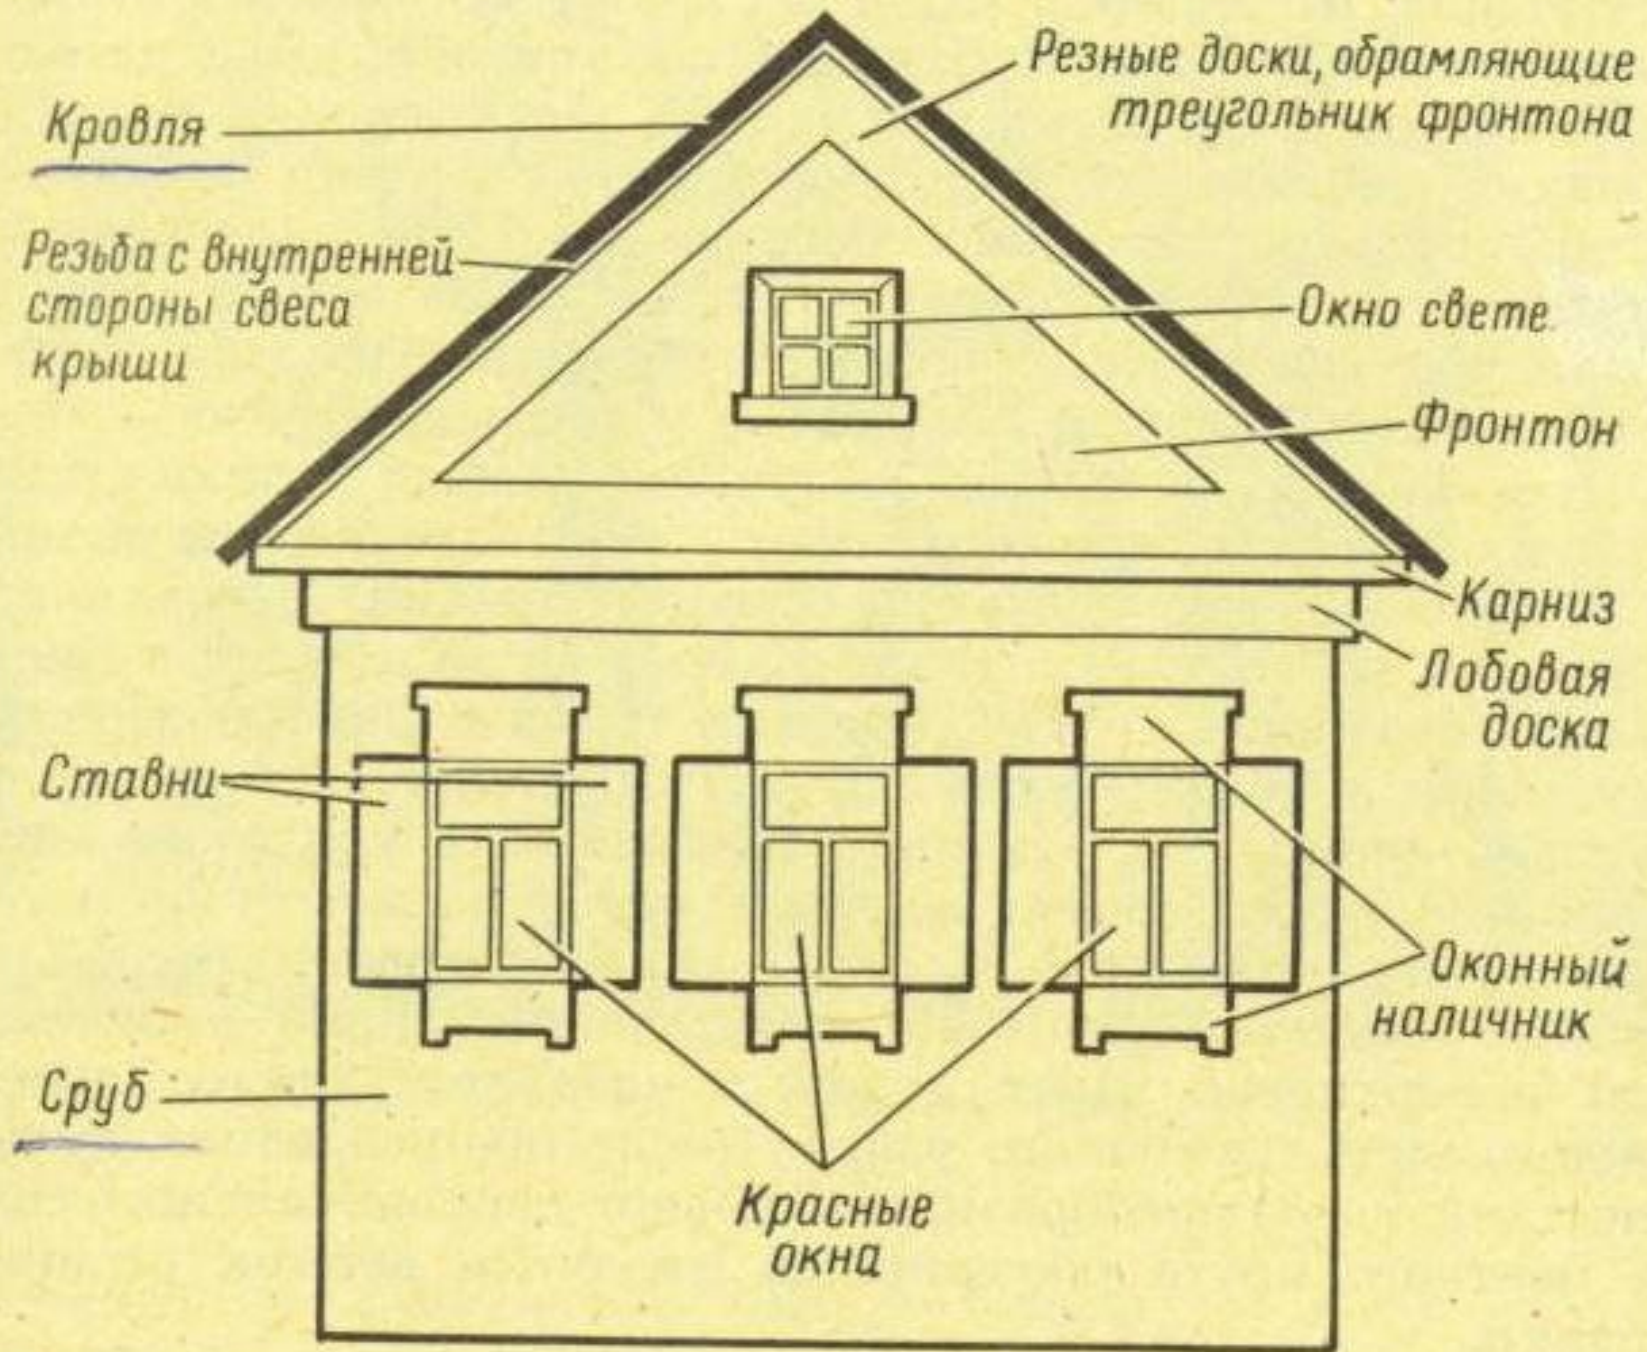 Кровля
Резные доски, обрамляющие
треугольник фронтона
Резьба с внутренней
стороны свеса
крыши
Окно свете
Фронтон
Карниз
Лобовая
доска
Ставни
Оконный
наличник
Сруб
Красные
окна